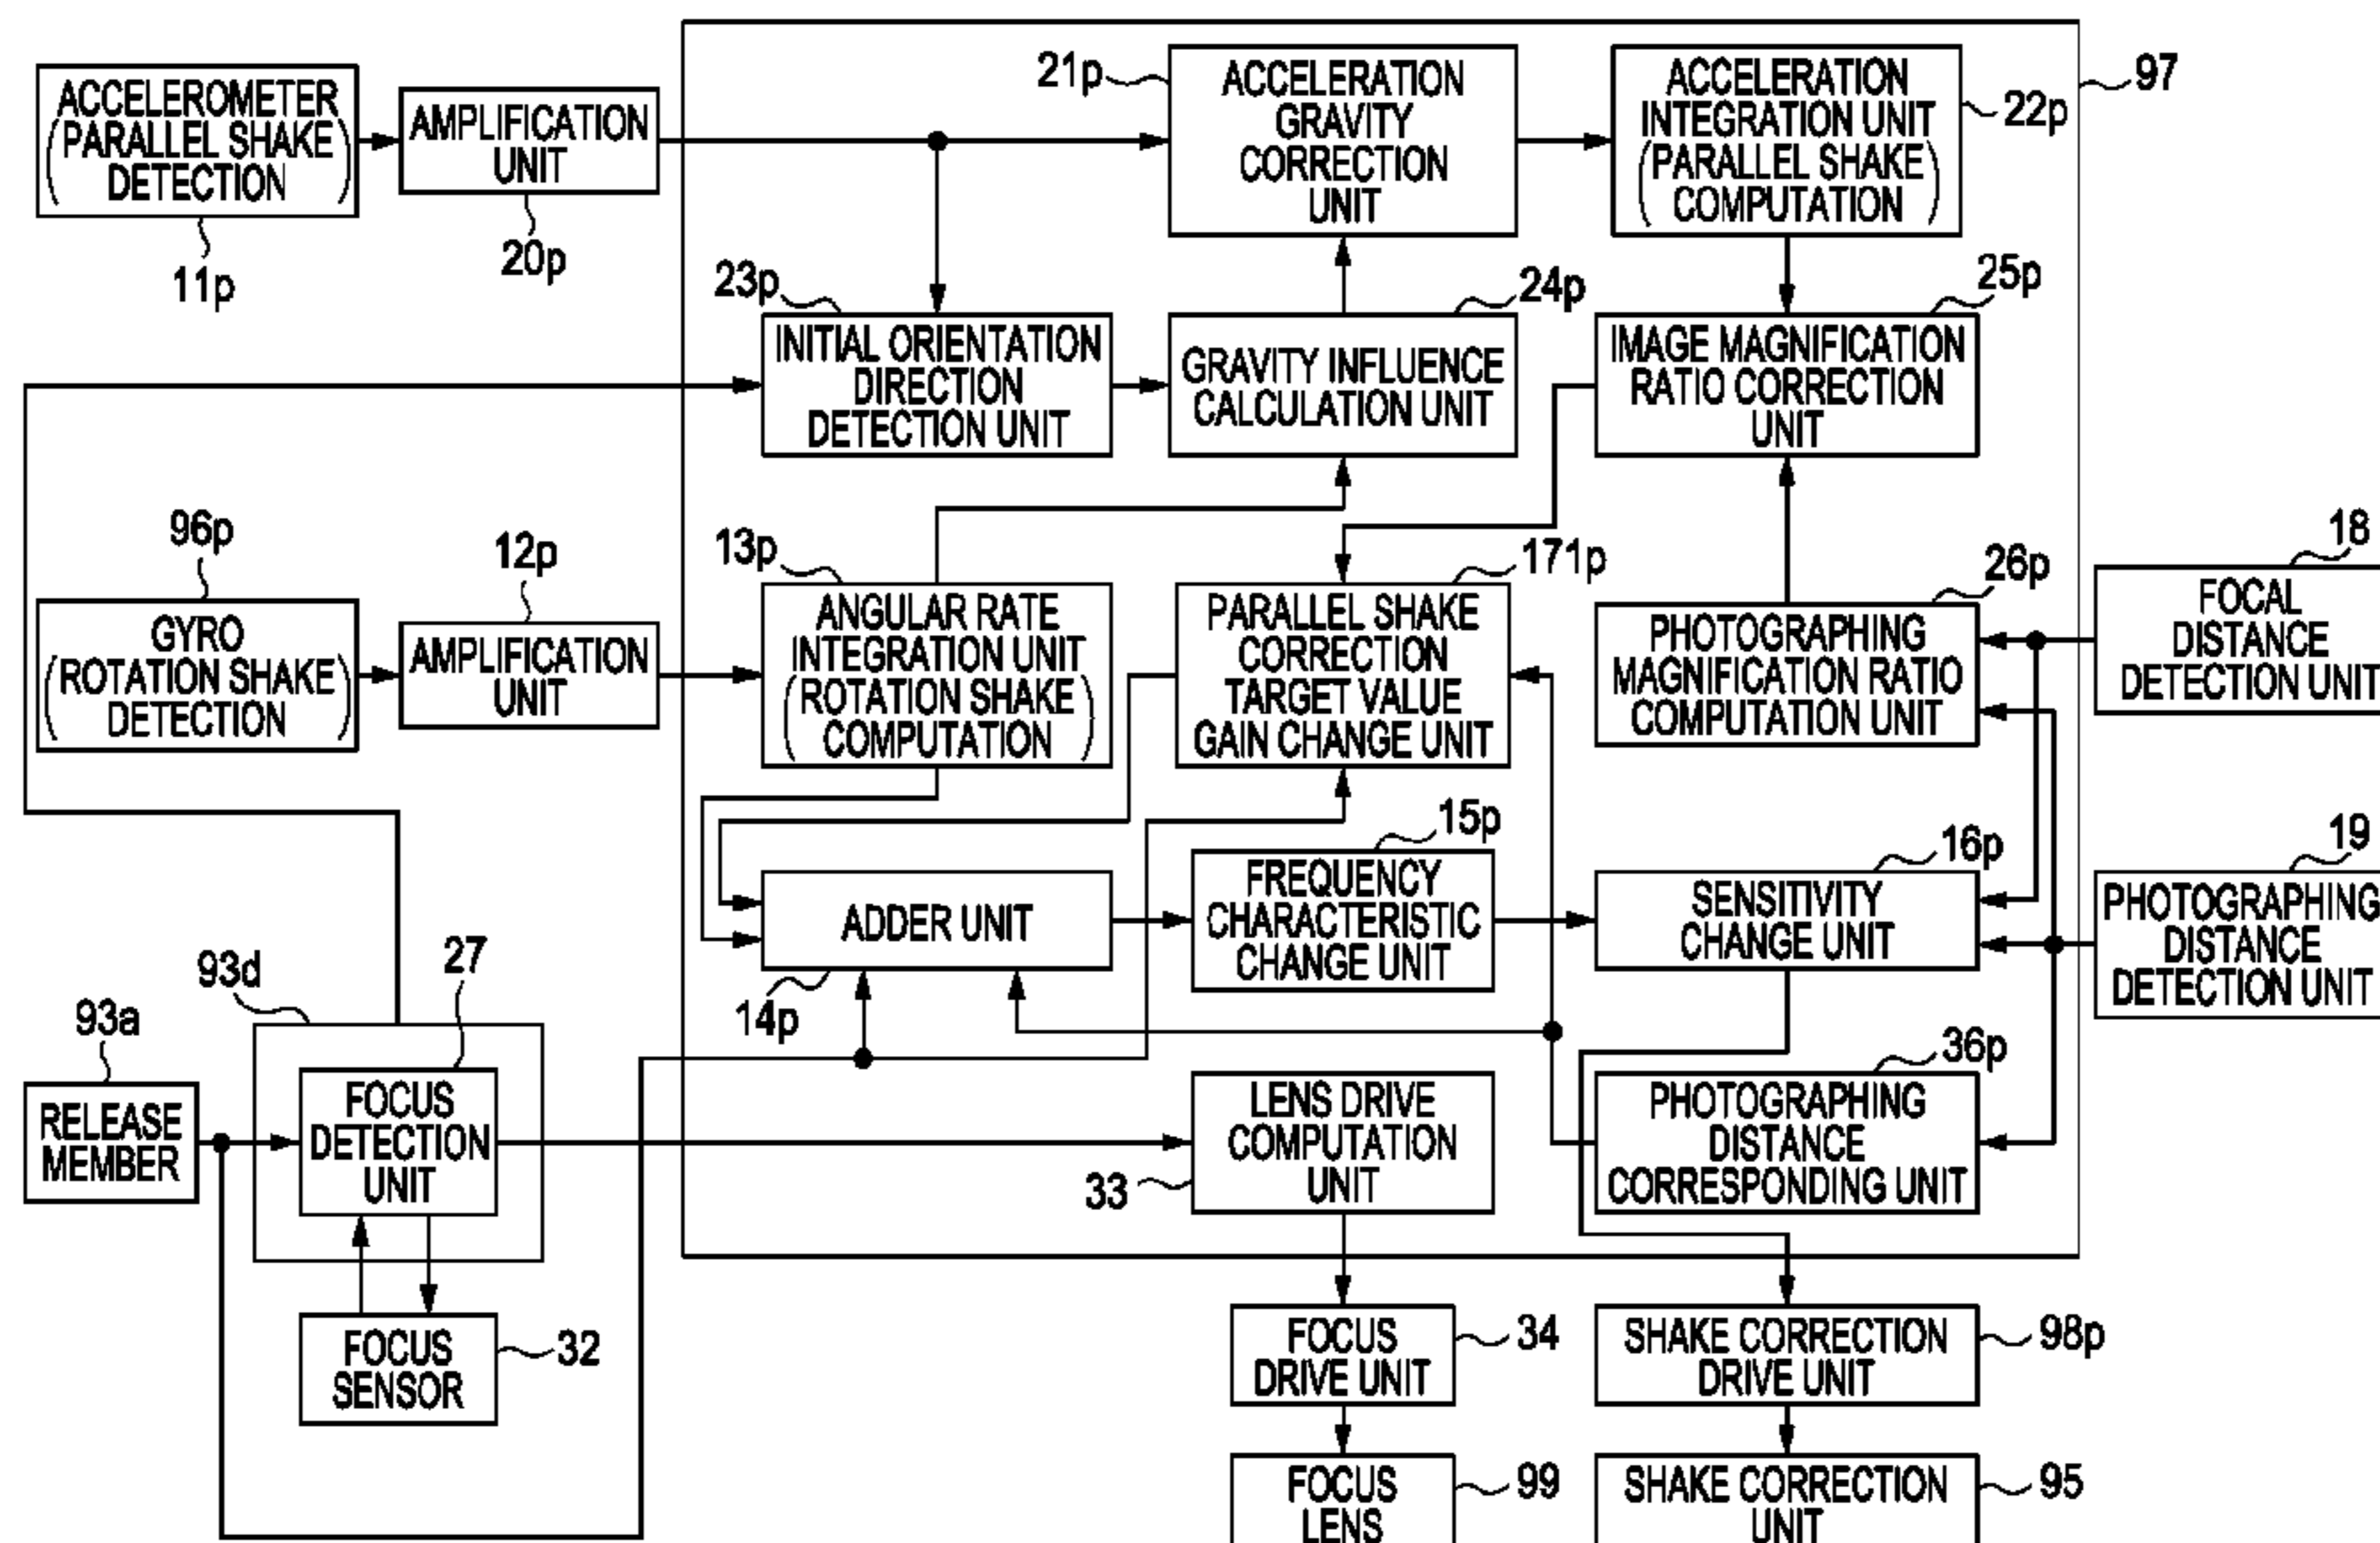 ACCELEROMETER
(PARALLEL SHAKE
DETECTION)
11p
AMPLIFICATION
UNIT
20p
21p
ACCELERATION
GRAVITY
CORRECTION
UNIT
ACCELERATION
INTEGRATION UNIT
(PARALLEL SHAKE
COMPUTATION)
22p
97
23p
INITIAL ORIENTATION
DIRECTION
DETECTION UNIT
24p
GRAVITY INFLUENCE
CALCULATION UNIT
25p
IMAGE MAGNIFICATION
RATIO CORRECTION
UNIT
96p
GYRO
(ROTATION SHAKE
DETECTION)
12p
AMPLIFICATION
UNIT
13p
ANGULAR RATE
INTEGRATION UNIT
(ROTATION SHAKE
COMPUTATION)
171p
PARALLEL SHAKE
CORRECTION
TARGET VALUE
GAIN CHANGE UNIT
26p
PHOTOGRAPHING
MAGNIFICATION RATIO
COMPUTATION UNIT
18
FOCAL
DISTANCE
DETECTION UNIT
ADDER UNIT
14p
15p
FREQUENCY
CHARACTERISTIC
CHANGE UNIT
16p
SENSITIVITY
CHANGE UNIT
19
PHOTOGRAPHING
DISTANCE
DETECTION UNIT
93a
RELEASE
MEMBER
93d
27
FOCUS
DETECTION
UNIT
FOCUS
SENSOR
32
LENS DRIVE
COMPUTATION
UNIT
33
36p
PHOTOGRAPHING
DISTANCE
CORRESPONDING UNIT
FOCUS
DRIVE UNIT
34
SHAKE CORRECTION
DRIVE UNIT
98p
FOCUS
LENS
99
SHAKE CORRECTION
UNIT
95